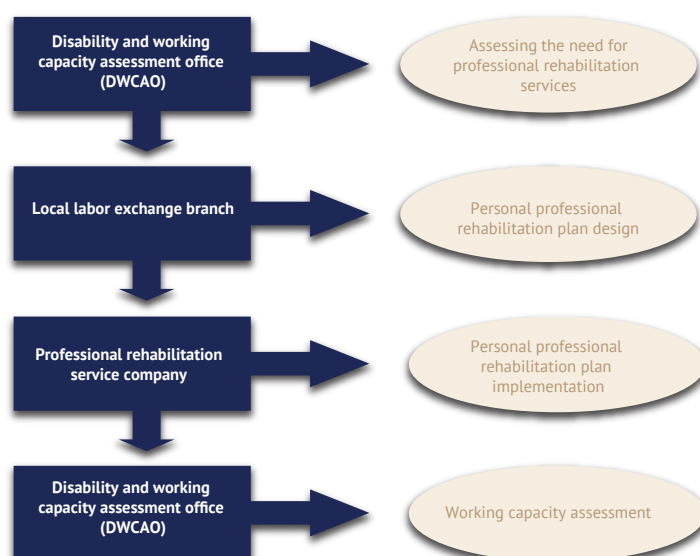 Disability and working
capacity assessment office
(DWCAO)
Assessing the need for
professional rehabilitation
services
Local labor exchange branch
Personal professional
rehabilitation plan design
Professional rehabilitation
service company
Personal professional
rehabilitation plan
implementation
Disability and working
capacity assessment office
(DWCAO)
Working capacity assessment